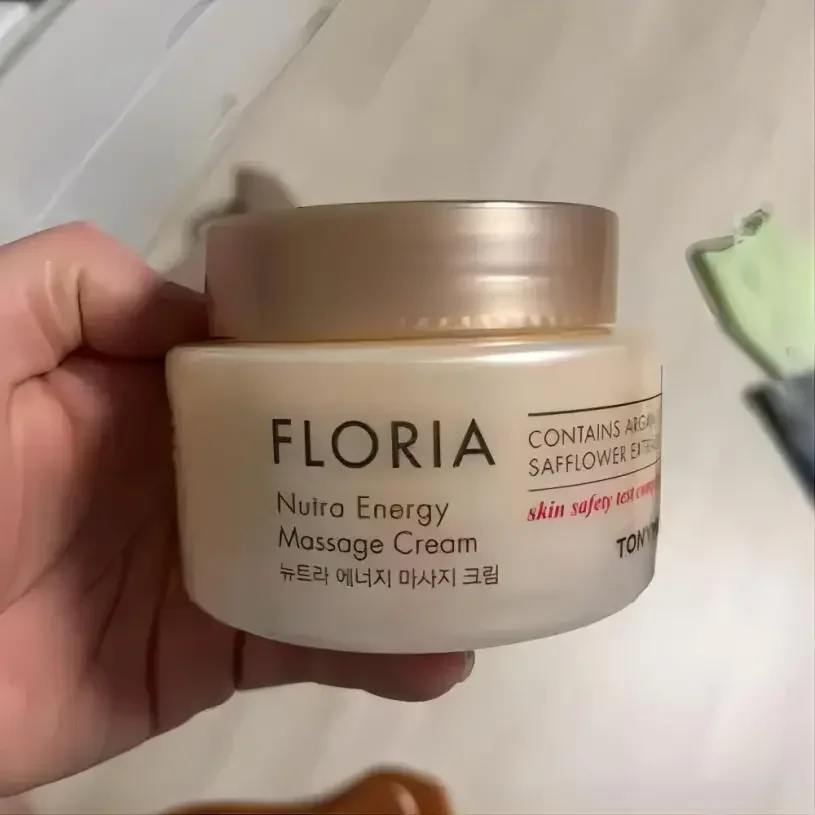 FLORIA
Nutra Energy
Massage Cream
뉴트라 에너지 마사지 크림
CONTAINS ARGAN
SAFFLOWER
skin safety test